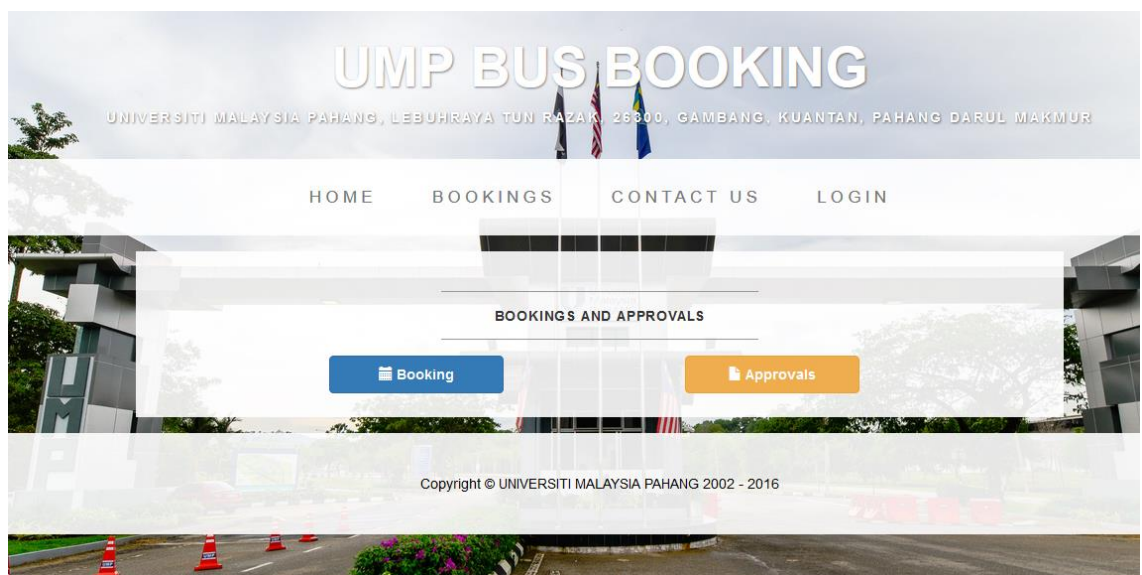 UMP BUS BOOKING
UNIVERSITI MALAYSIA PAHANG, LEBUHRAYA TUN RAZAK, 26300, GAMBANG, KUANTAN, PAHANG DARUL MAKMUR
HOME BOOKINGS CONTACT US LOGIN
BOOKINGS AND APPROVALS
Booking Approvals
Copyright © UNIVERSITI MALAYSIA PAHANG 2002 - 2016